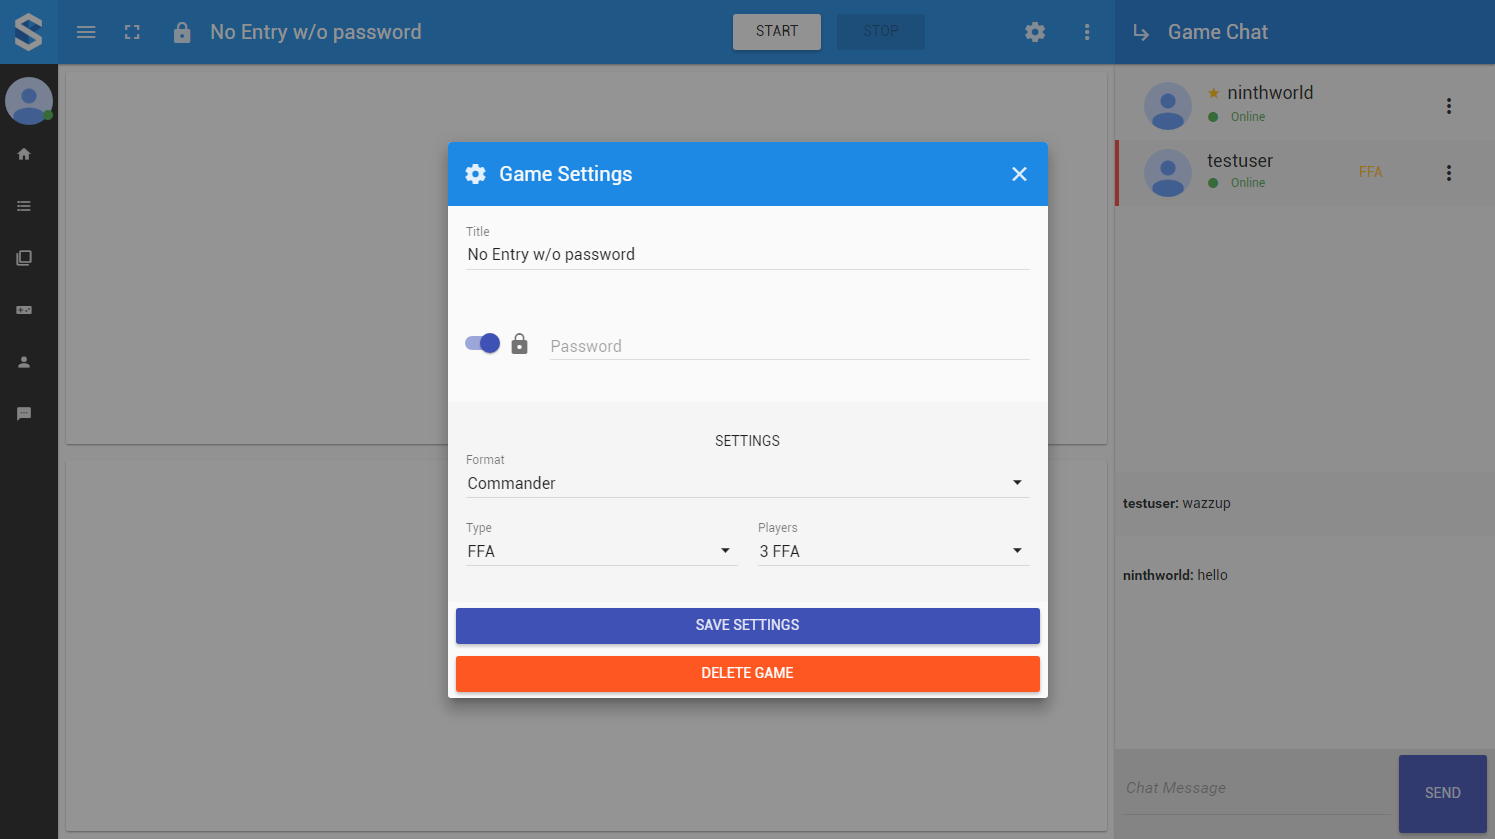 No Entry w/o password
START
STOP
Game Chat
ninthworld
Online
testuser
Online
FFA
Game Settings
Title
No Entry w/o password
Password
SETTINGS
Format
Commander
Type
FFA
Players
3 FFA
SAVE SETTINGS
DELETE GAME
testuser: wazzup
ninthworld: hello
Chat Message
SEND